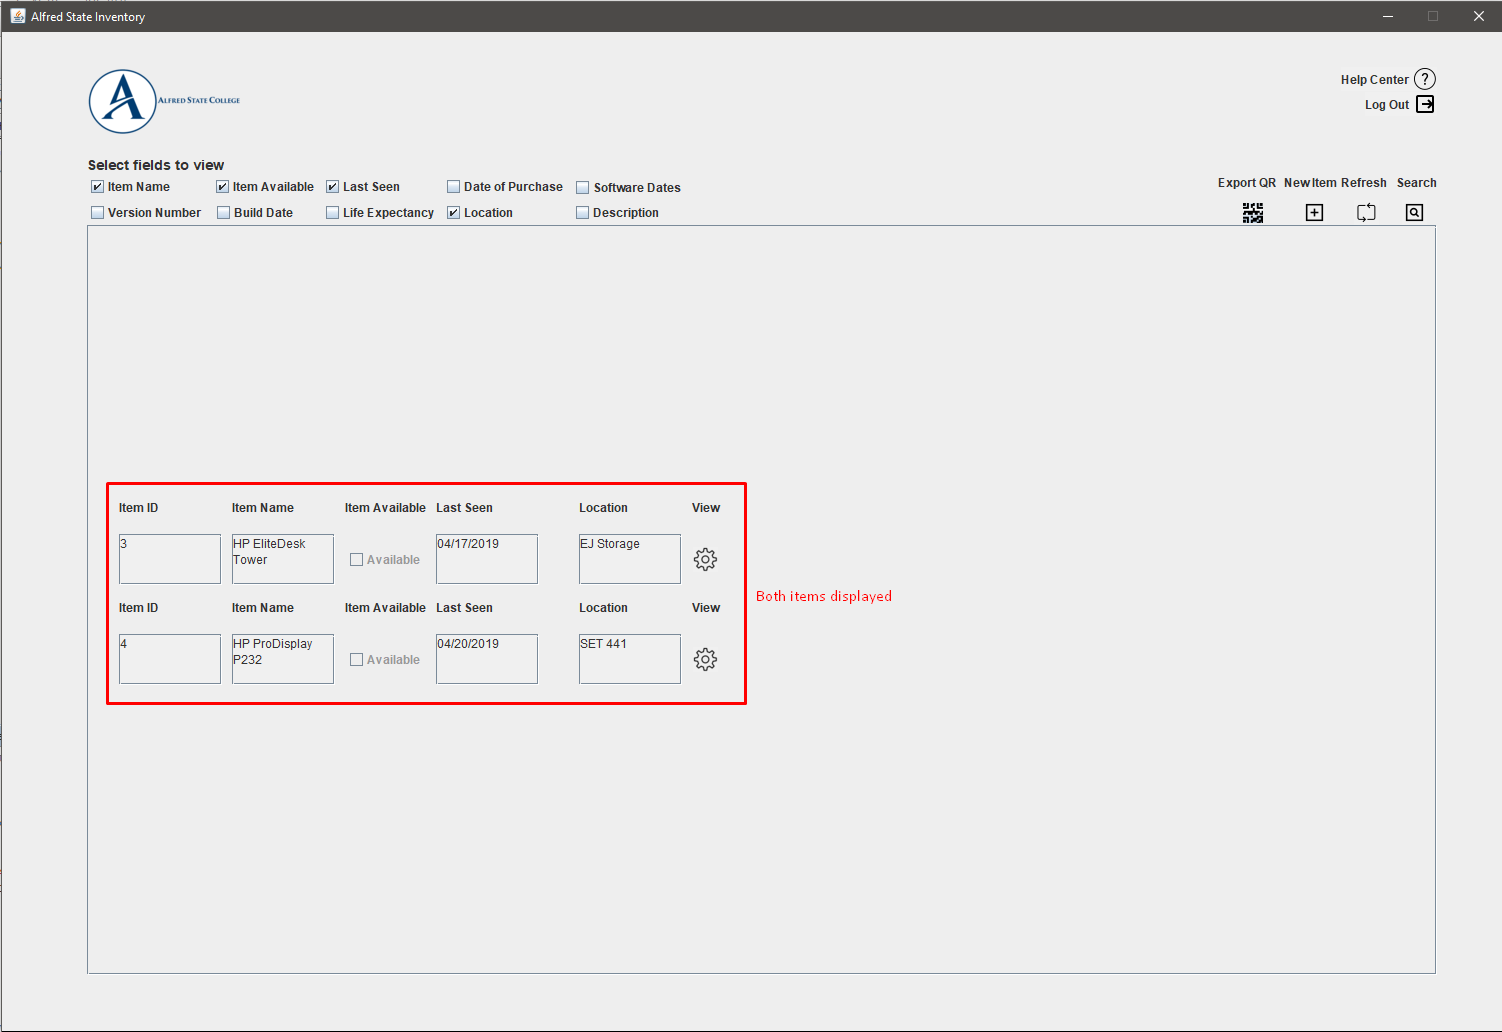 Alfred State Inventory
A ALFRED STATE COLLEGE
Help Center ?
Log Out
Select fields to view
Item Name Item Available Last Seen Date of Purchase Software Dates
Version Number Build Date Life Expectancy Location Description
Export QR New Item Refresh Search
Item ID Item Name Item Available Last Seen Location View
3 HP EliteDesk Available 04/17/2019 EJ Storage
Tower
Item ID Item Name Item Available Last Seen Location View
4 HP ProDisplay Available 04/20/2019 SET 441
P232
Both items displayed